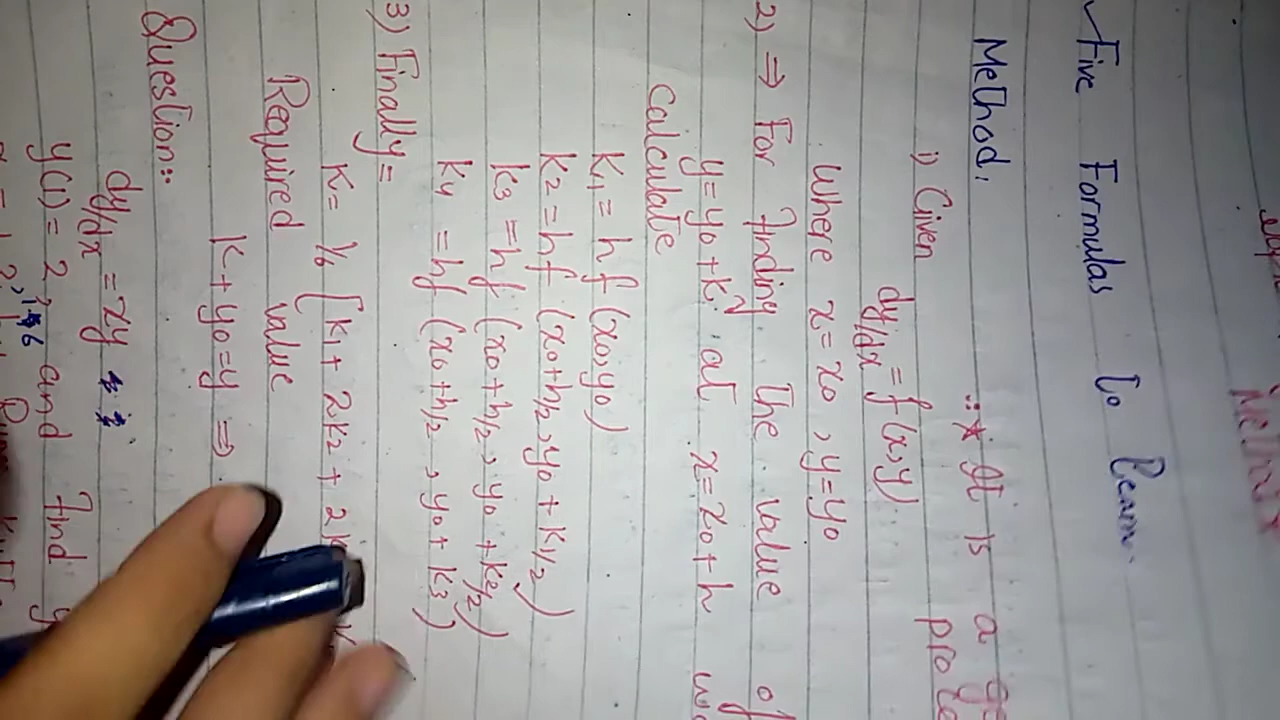 Five Formulas to Learn.
Method.
∴ * It is a
i) Given
dy/dx = f(x,y)
Where x=x0 , y=y0
2) ⇒ For finding the value of
y=y0+k at x=x0+h
Calculate
K1 = hf (x0,y0)
K2 = hf (x0+h/2, y0+K1/2)
K3 = hf (x0+h/2, y0+K2/2)
K4 = hf (x0+h/2, y0+K3)
3) Finally =
K= 1/6 [K1 + 2K2 + 2K
Required value
K+y0=y ⇒
Question:
dy/dx = xy
y(1) = 2, and find y